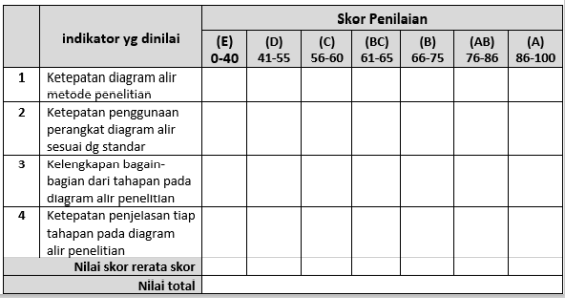 Skor Penilaian
indikator yg dinilai
(E) (D) (C) (BC) (B) (AB) (A)
0-40 41-55 56-60 61-65 66-75 76-86 86-100
1 Ketepatan diagram alir
metode penelitian
2 Ketepatan penggunaan
perangkat diagram alir
sesuai dg standar
3 Kelengkapan bagain-
bagian dari tahapan pada
diagram alir penelitian
4 Ketepatan penjelasan tiap
tahapan pada diagram
alir penelitian
Nilai skor rerata skor
Nilai total